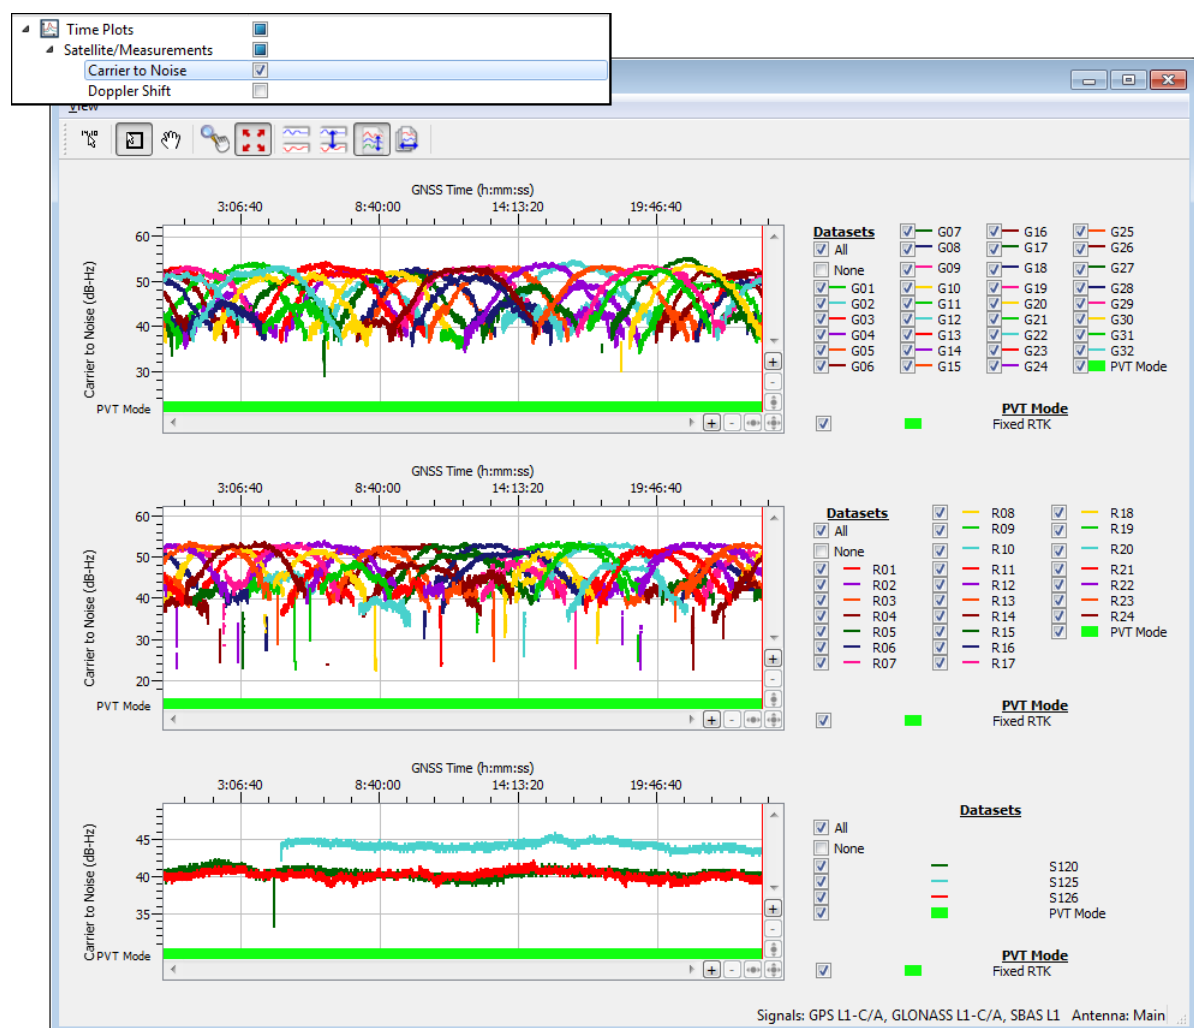 Time Plots
Satellite/Measurements
Carrier to Noise
Doppler Shift
View
GNSS Time (h:mm:ss)
3:06:40 8:40:00 14:13:20 19:46:40
Carrier to Noise (dB-Hz)
60
50
40
30
PVT Mode
Datasets
All
None
G01
G02
G03
G04
G05
G06
G07
G08
G09
G10
G11
G12
G13
G14
G15
G16
G17
G18
G19
G20
G21
G22
G23
G24
G25
G26
G27
G28
G29
G30
G31
G32
PVT Mode
PVT Mode
Fixed RTK
GNSS Time (h:mm:ss)
3:06:40 8:40:00 14:13:20 19:46:40
Carrier to Noise (dB-Hz)
60
50
40
30
20
PVT Mode
Datasets
All
None
R01
R02
R03
R04
R05
R06
R07
R08
R09
R10
R11
R12
R13
R14
R15
R16
R17
R18
R19
R20
R21
R22
R23
R24
PVT Mode
PVT Mode
Fixed RTK
GNSS Time (h:mm:ss)
3:06:40 8:40:00 14:13:20 19:46:40
Carrier to Noise (dB-Hz)
45
40
35
PVT Mode
Datasets
All
None
S120
S125
S126
PVT Mode
PVT Mode
Fixed RTK
Signals: GPS L1-C/A, GLONASS L1-C/A, SBAS L1 Antenna: Main